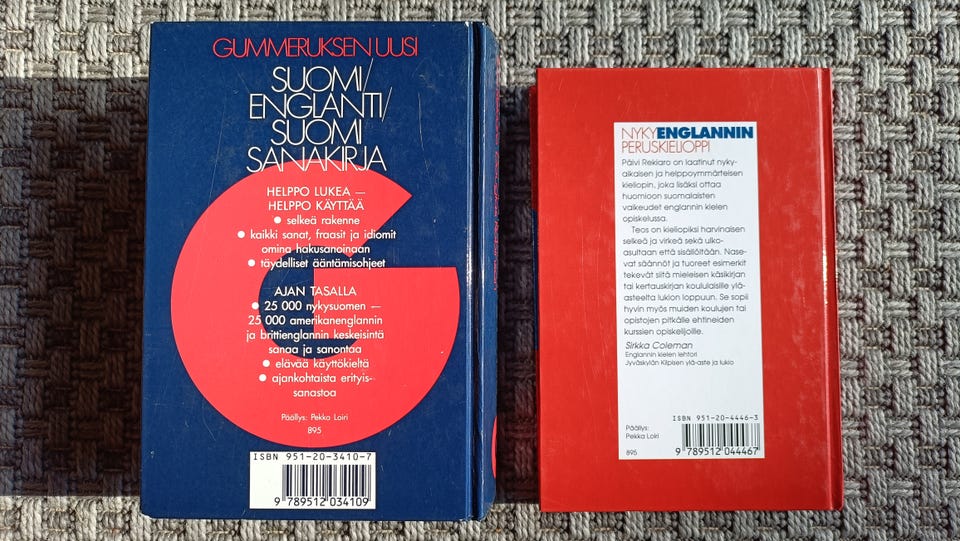 GUMMERUKSEN UUSI
SUOMI/
ENGLANTI/
SUOMI
SANAKIRJA
HELPPO LUKEA —
HELPPO KÄYTTÄÄ
● selkeä rakenne
● kaikki sanat, fraasit ja idiomit
omina hakusanoinaan
● täydelliset ääntämisohjeet
AJAN TASALLA
● 25 000 nykysuomen —
25 000 amerikanenglannin
ja brittienglannin keskeisintä
sanaa ja sanontaa
● elävää käyttökieltä
● ajankohtaista erityis-
sanastoa
Päällys: Pekka Loiri
895
ISBN 951-20-3410-7
9 789512 034109
NYKYENGLANNIN
PERUSKIELIOPPI
Päivi Rekiaro on laatinut nyky-
aikaisen ja helppoymmärteisen
kieliopin, joka lisäksi ottaa
huomioon suomalaisten
vaikeudet englannin kielen
opiskelussa.
Teos on kieliopiksi harvinaisen
selkeä ja virkeä sekä ulko-
asultaan että sisällöltään. Nase-
vat säännöt ja tuoreet esimerkit
tekevät siitä mieleisen käsikirjan
tai kertauskirjan koululaisille ylä-
asteelta lukion loppuun. Se sopii
hyvin myös muiden koulujen tai
opistojen pitkälle ehtineiden
kurssien opiskelijoille.
Sirkka Coleman
Englannin kielen lehtori
Jyväskylän Kilpisen ylä-aste ja lukio
ISBN 951-20-4446-3
Päällys:
Pekka Loiri
895
9 789512 044467